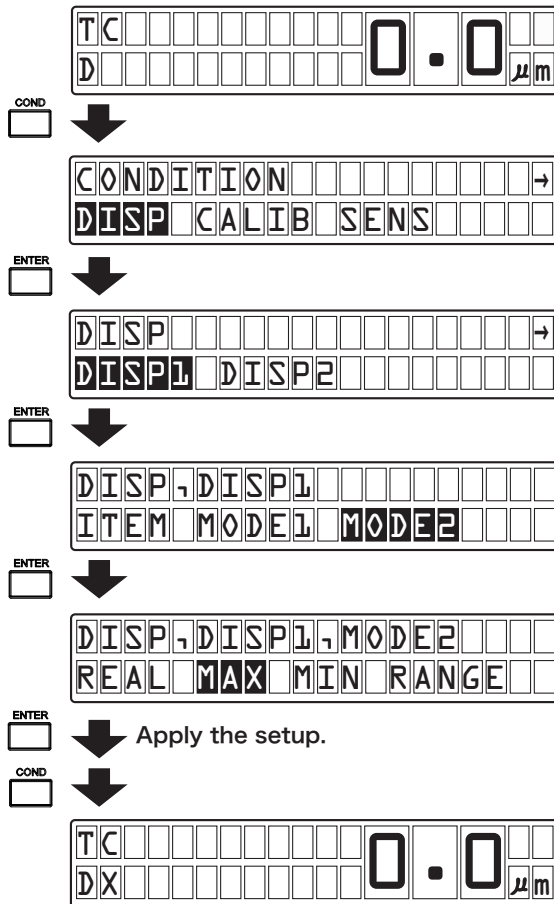 TC 0.0
D μm
COND
CONDITION →
DISP CALIB SENS
ENTER
DISP →
DISP1 DISP2
ENTER
DISP,DISP1
ITEM MODE1 MODE2
ENTER
DISP,DISP1,MODE2
REAL MAX MIN RANGE
ENTER
Apply the setup.
COND
TC 0.0
DX μm